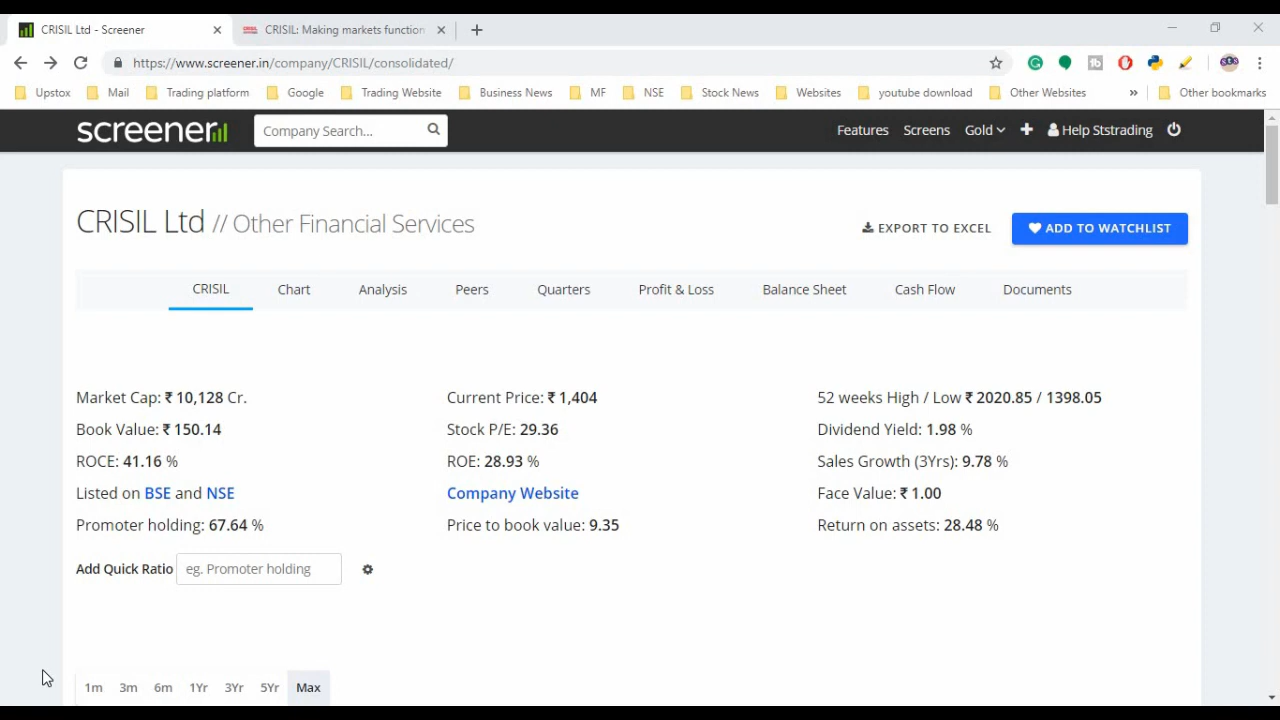 CRISIL Ltd - Screener
CRISIL: Making markets function
https://www.screener.in/company/CRISIL/consolidated/
Upstox Mail Trading platform Google Trading Website Business News MF NSE Stock News Websites youtube download Other Websites » Other bookmarks
screener
Company Search...
Features Screens Gold Help Ststrading
CRISIL Ltd // Other Financial Services
EXPORT TO EXCEL
ADD TO WATCHLIST
CRISIL Chart Analysis Peers Quarters Profit & Loss Balance Sheet Cash Flow Documents
Market Cap: ₹ 10,128 Cr. Current Price: ₹ 1,404 52 weeks High / Low ₹ 2020.85 / 1398.05
Book Value: ₹ 150.14 Stock P/E: 29.36 Dividend Yield: 1.98 %
ROCE: 41.16 % ROE: 28.93 % Sales Growth (3Yrs): 9.78 %
Listed on BSE and NSE Company Website Face Value: ₹ 1.00
Promoter holding: 67.64 % Price to book value: 9.35 Return on assets: 28.48 %
Add Quick Ratio eg. Promoter holding
1m 3m 6m 1Yr 3Yr 5Yr Max